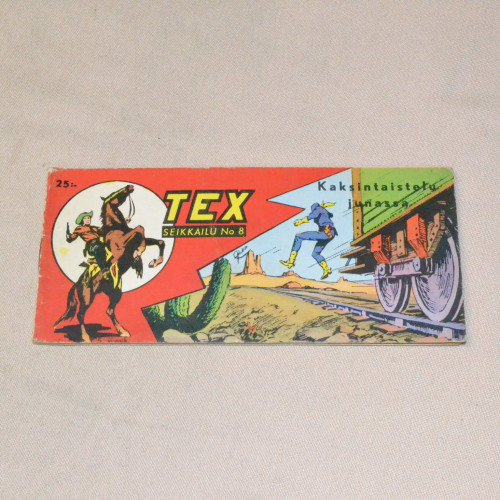 25:-
TEX
SEIKKAILU No 8
Kaksintaistelu
junassa